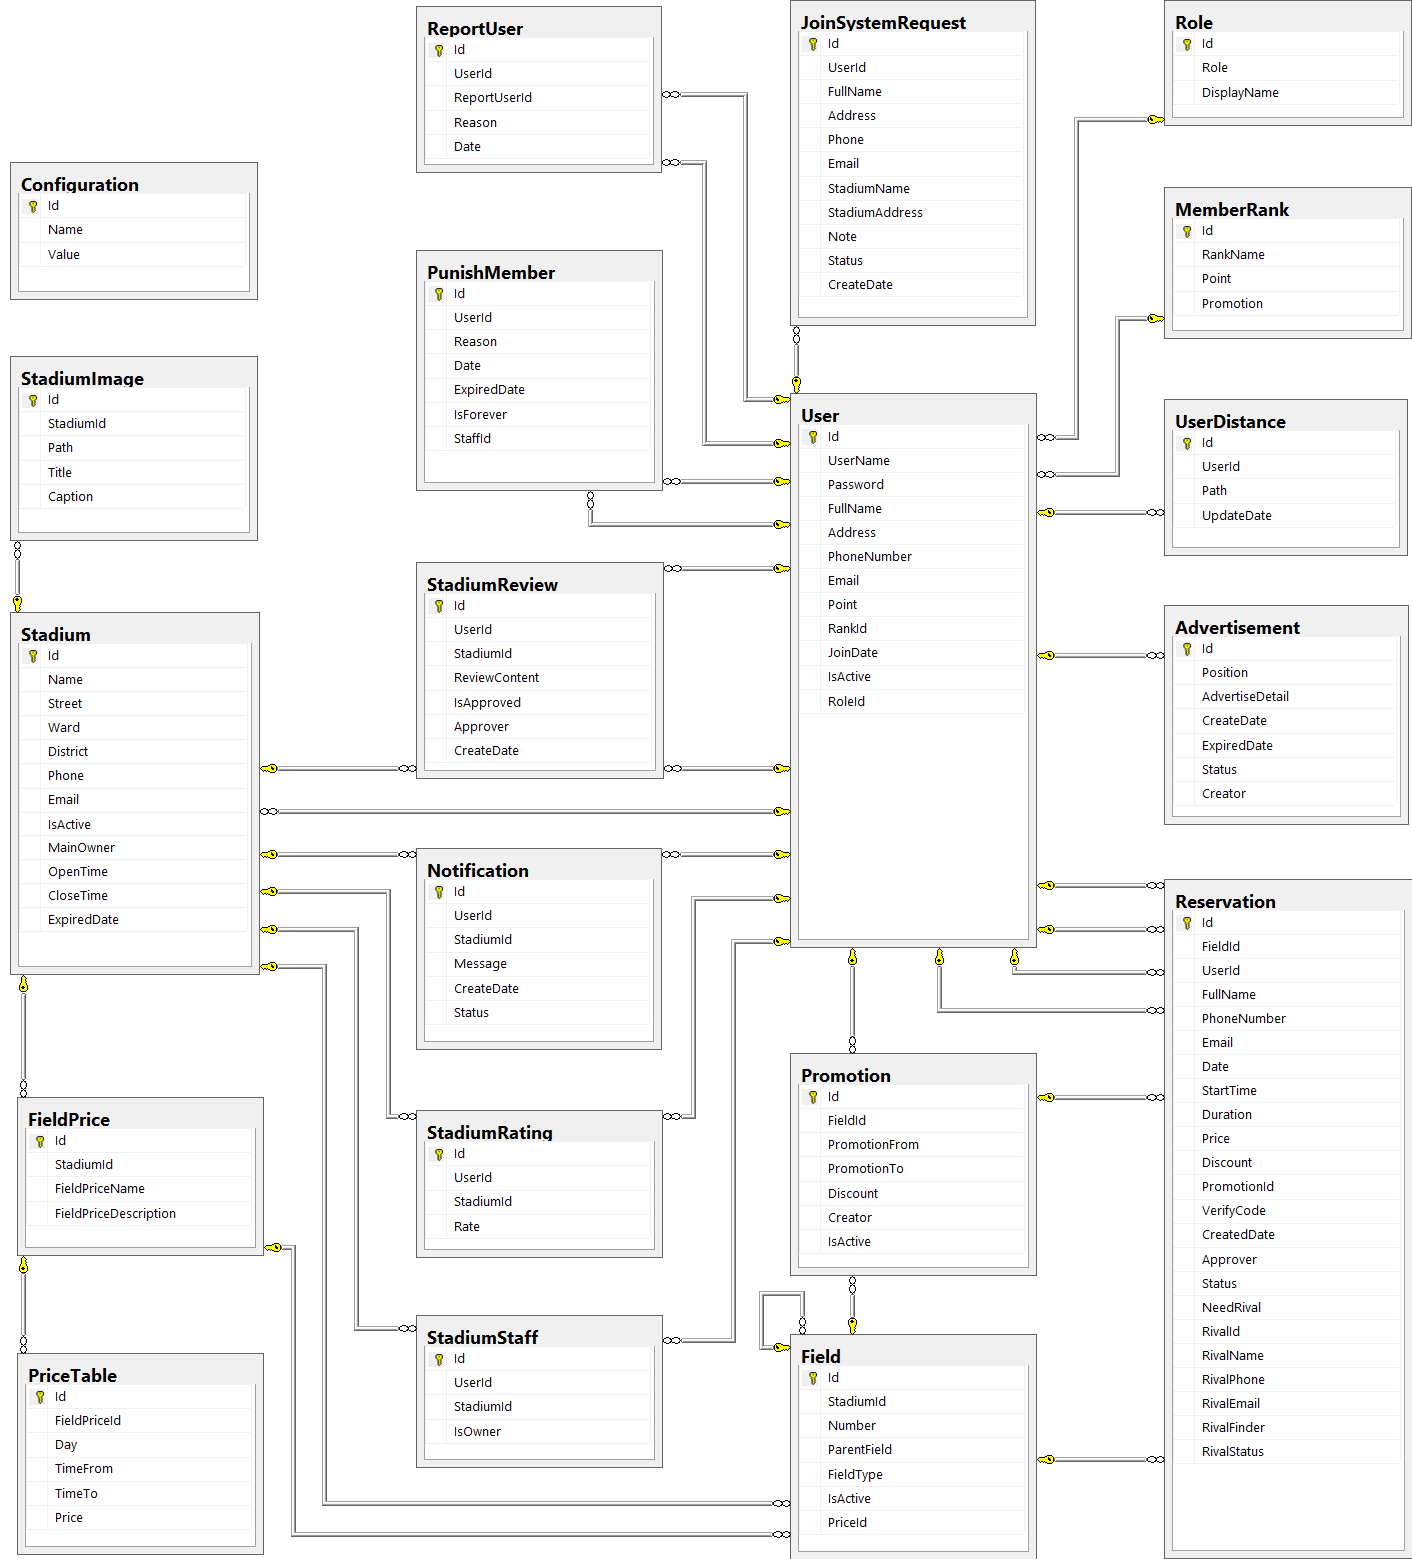 ReportUser
Id
UserId
ReportUserId
Reason
Date
JoinSystemRequest
Id
UserId
FullName
Address
Phone
Email
StadiumName
StadiumAddress
Note
Status
CreateDate
Role
Id
Role
DisplayName
Configuration
Id
Name
Value
MemberRank
Id
RankName
Point
Promotion
PunishMember
Id
UserId
Reason
Date
ExpiredDate
IsForever
StaffId
StadiumImage
Id
StadiumId
Path
Title
Caption
User
Id
UserName
Password
FullName
Address
PhoneNumber
Email
Point
RankId
JoinDate
IsActive
RoleId
UserDistance
Id
UserId
Path
UpdateDate
StadiumReview
Id
UserId
StadiumId
ReviewContent
IsApproved
Approver
CreateDate
Stadium
Id
Name
Street
Ward
District
Phone
Email
IsActive
MainOwner
OpenTime
CloseTime
ExpiredDate
Advertisement
Id
Position
AdvertiseDetail
CreateDate
ExpiredDate
Status
Creator
Notification
Id
UserId
StadiumId
Message
CreateDate
Status
Reservation
Id
FieldId
UserId
FullName
PhoneNumber
Email
Date
StartTime
Duration
Price
Discount
PromotionId
VerifyCode
CreatedDate
Approver
Status
NeedRival
RivalId
RivalName
RivalPhone
RivalEmail
RivalFinder
RivalStatus
Promotion
Id
FieldId
PromotionFrom
PromotionTo
Discount
Creator
IsActive
FieldPrice
Id
StadiumId
FieldPriceName
FieldPriceDescription
StadiumRating
Id
UserId
StadiumId
Rate
StadiumStaff
Id
UserId
StadiumId
IsOwner
Field
Id
StadiumId
Number
ParentField
FieldType
IsActive
PriceId
PriceTable
Id
FieldPriceId
Day
TimeFrom
TimeTo
Price